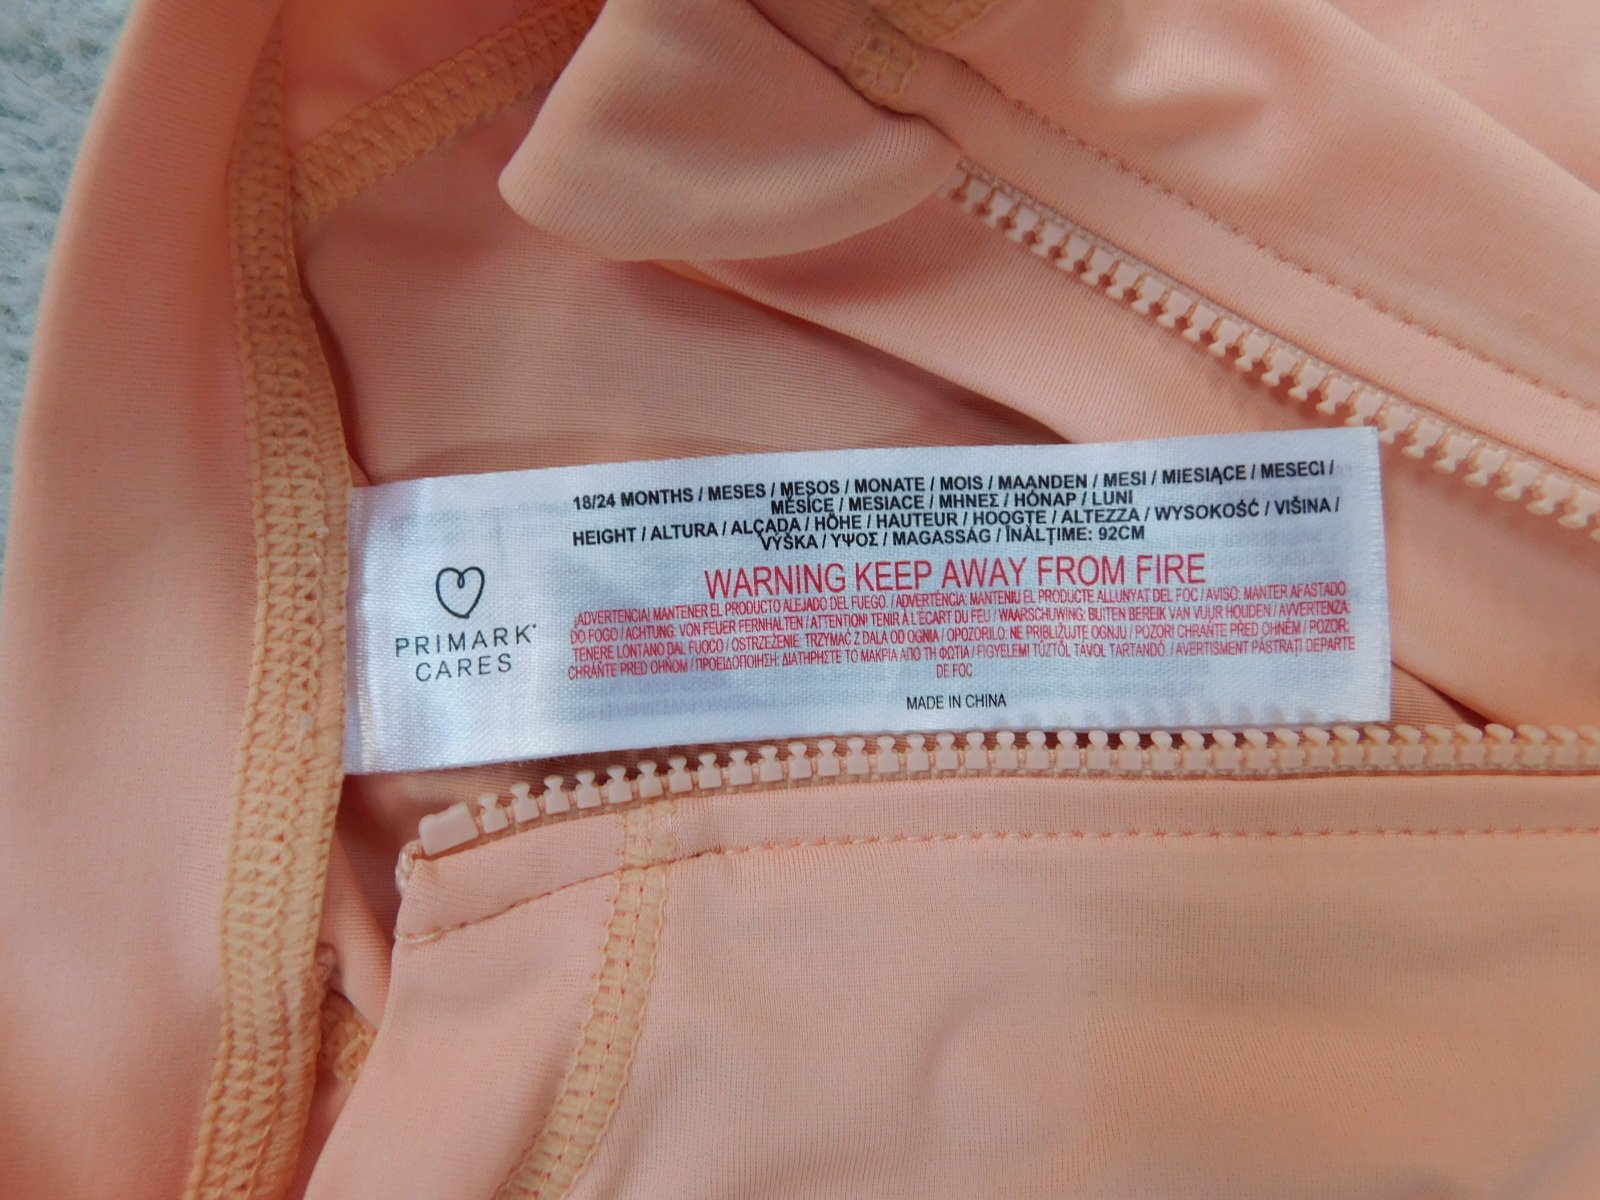 18/24 MONTHS / MESES / MESOS / MONATE / MOIS / MAANDEN / MESI / MIESIĄCE / MESECI /
MĚSÍCE / MESIACE / ΜΗΝΕΣ / HÓNAP / LUNI
HEIGHT / ALTURA / ALÇADA / HÖHE / HAUTEUR / HOOGTE / ALTEZZA / WYSOKOŚĆ / VIŠINA /
VÝŠKA / ΥΨΟΣ / MAGASSÁG / ÎNĂLȚIME: 92CM
WARNING KEEP AWAY FROM FIRE
¡ADVERTENCIA! MANTENER EL PRODUCTO ALEJADO DEL FUEGO. / ADVERTÈNCIA: MANTENIU EL PRODUCTE ALLUNYAT DEL FOC / AVISO: MANTER AFASTADO
DO FOGO / ACHTUNG: VON FEUER FERNHALTEN / ATTENTION! TENIR À L'ÉCART DU FEU / WAARSCHUWING: BUITEN BEREIK VAN VUUR HOUDEN / AVVERTENZA:
TENERE LONTANO DAL FUOCO / OSTRZEŻENIE: TRZYMAĆ Z DALA OD OGNIA / OPOZORILO: NE PRIBLIŽUJTE OGNJU / POZOR! CHRAŇTE PŘED OHNĚM / POZOR:
CHRÁŇTE PRED OHŇOM / ΠΡΟΕΙΔΟΠΟΙΗΣΗ: ΔΙΑΤΗΡΗΣΤΕ ΤΟ ΜΑΚΡΙΑ ΑΠΟ ΤΗ ΦΩΤΙΑ / FIGYELEM! TŰZTŐL TÁVOL TARTANDÓ. / AVERTISMENT PĂSTRAȚI DEPARTE
DE FOC
MADE IN CHINA
PRIMARK
CARES